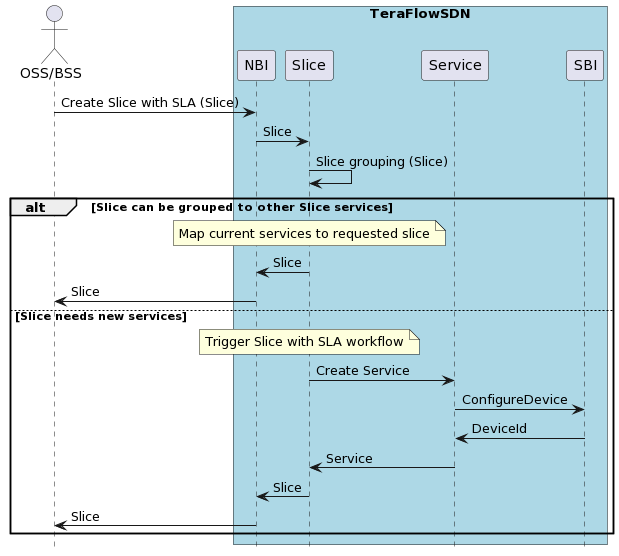 TeraFlowSDN
OSS/BSS
NBI
Slice
Service
SBI
Create Slice with SLA (Slice)
Slice
Slice grouping (Slice)
alt
[Slice can be grouped to other Slice services]
Map current services to requested slice
Slice
Slice
[Slice needs new services]
Trigger Slice with SLA workflow
Create Service
ConfigureDevice
DeviceId
Service
Slice
Slice